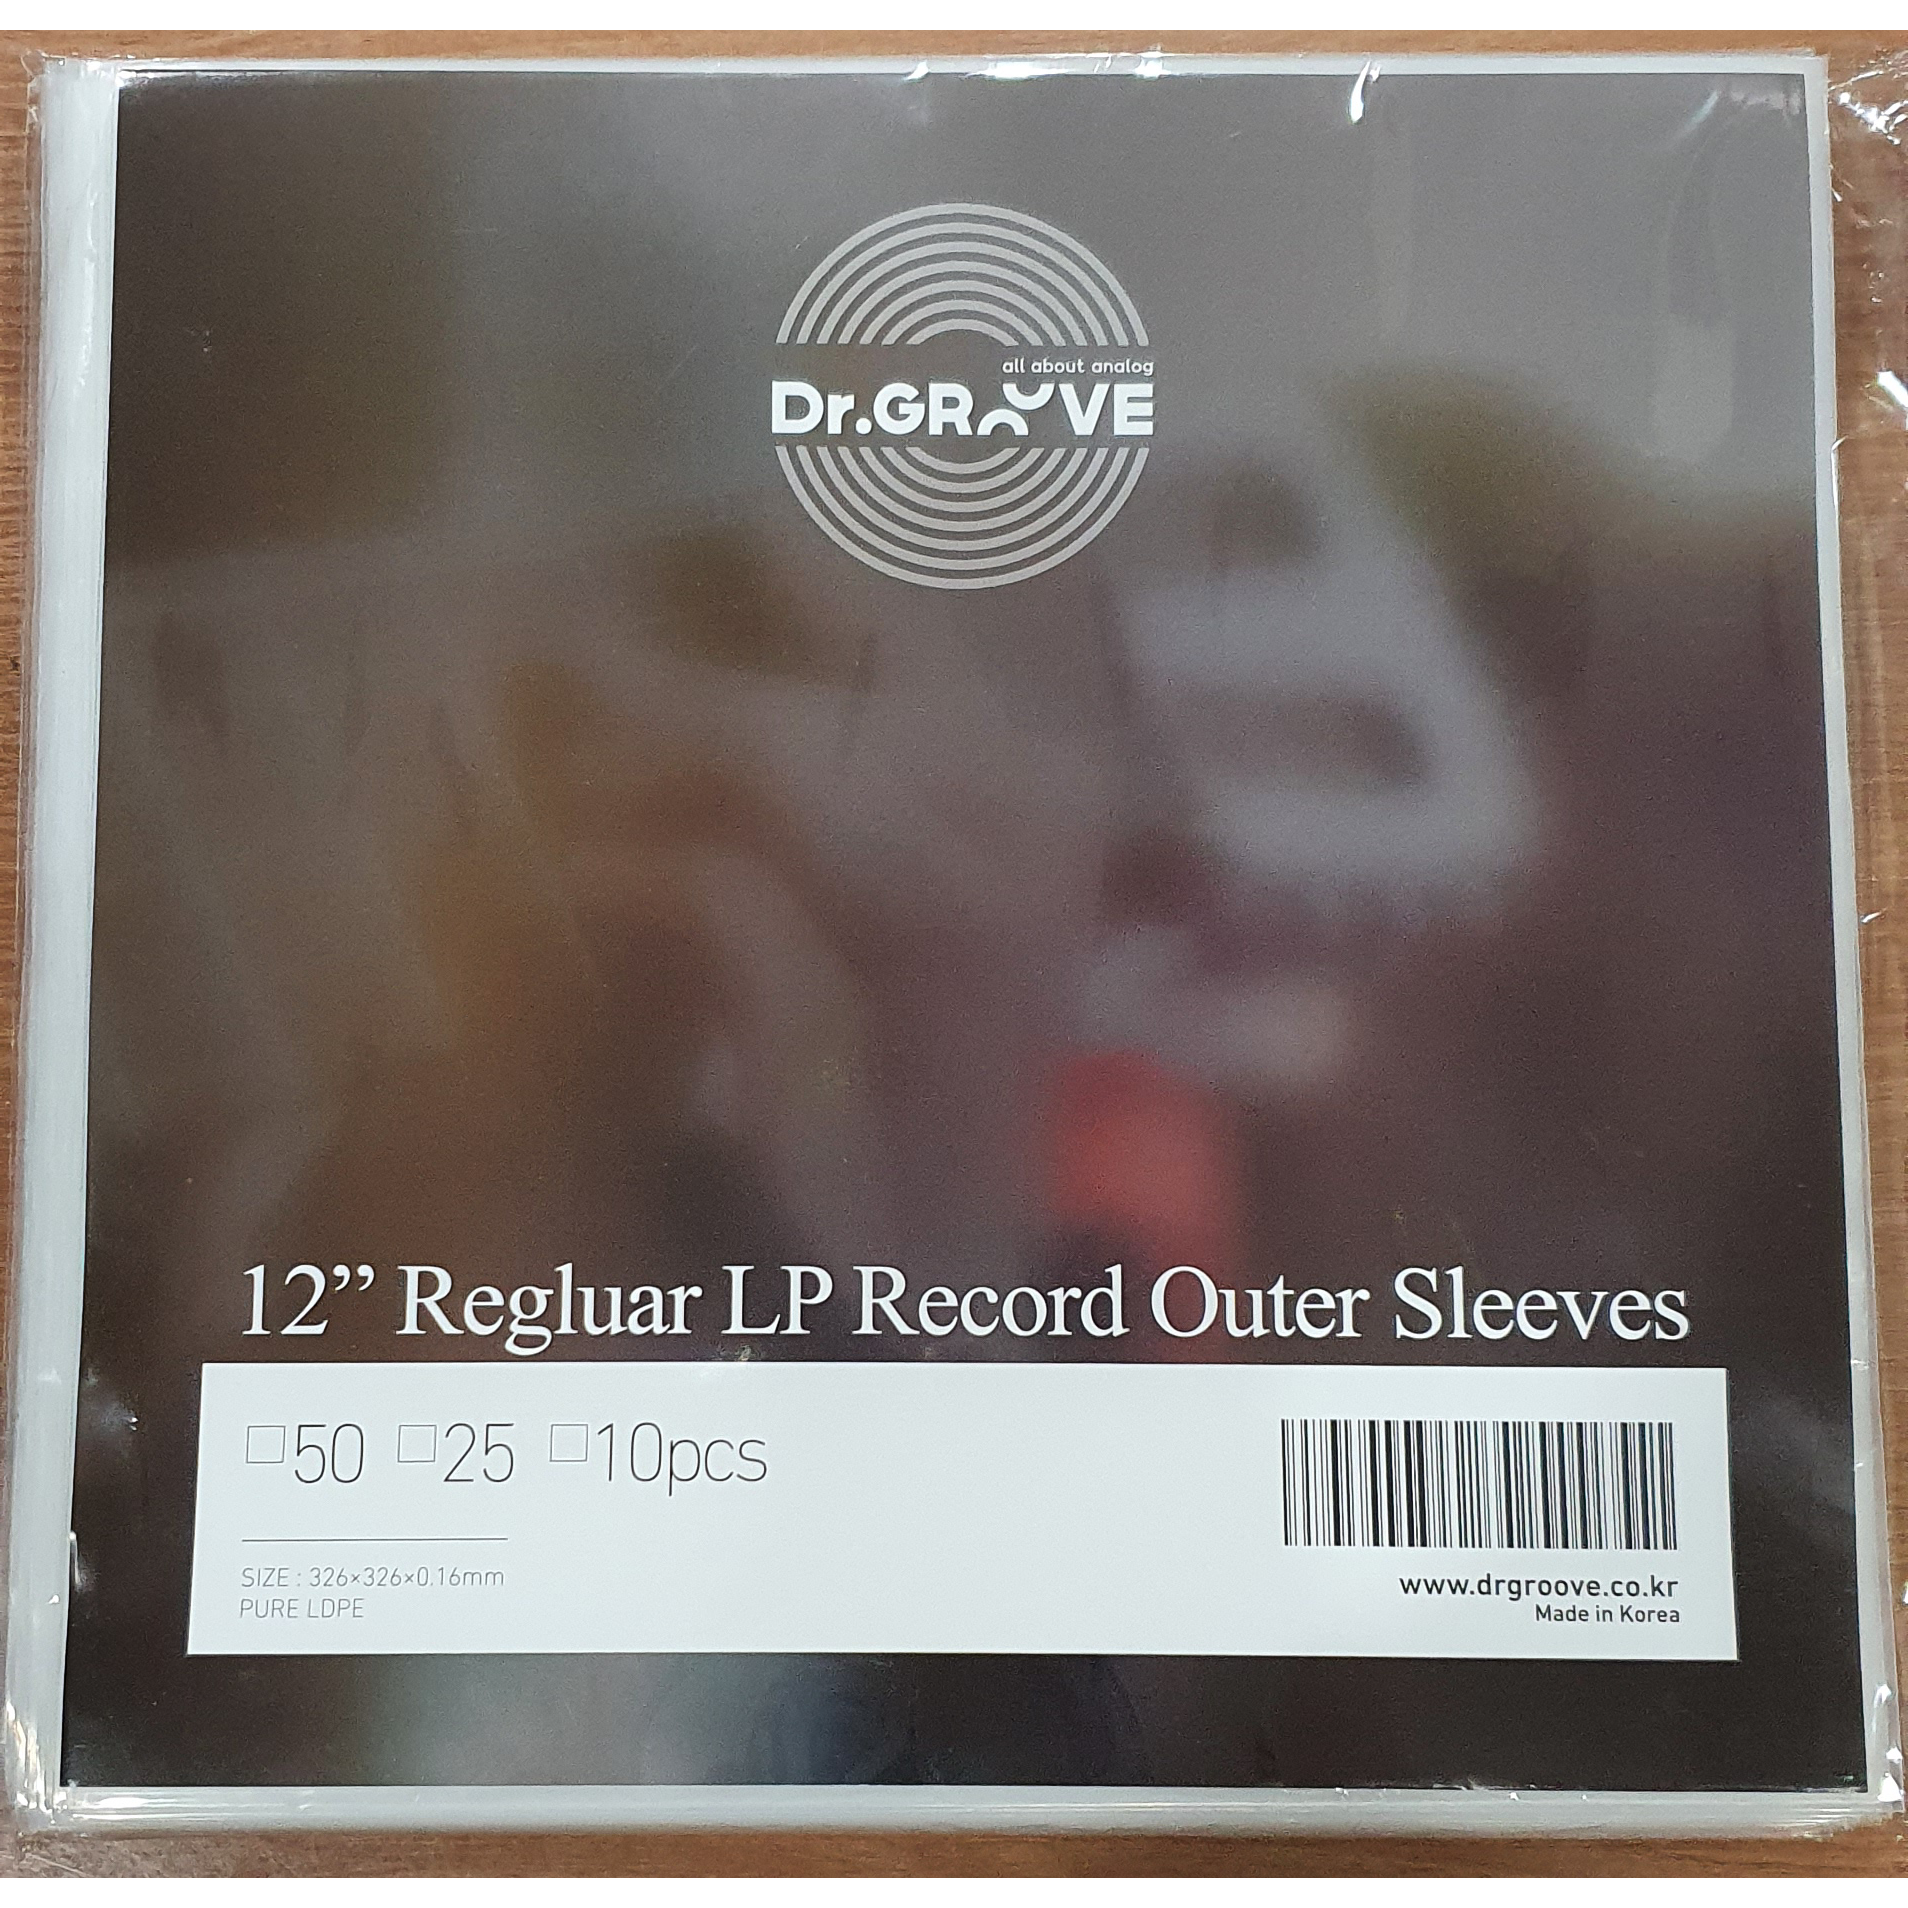 all about analog
Dr.GROOVE
12” Regluar LP Record Outer Sleeves
□50 □25 □10pcs
SIZE : 326×326×0.16mm
PURE LDPE
www.drgroove.co.kr
Made in Korea